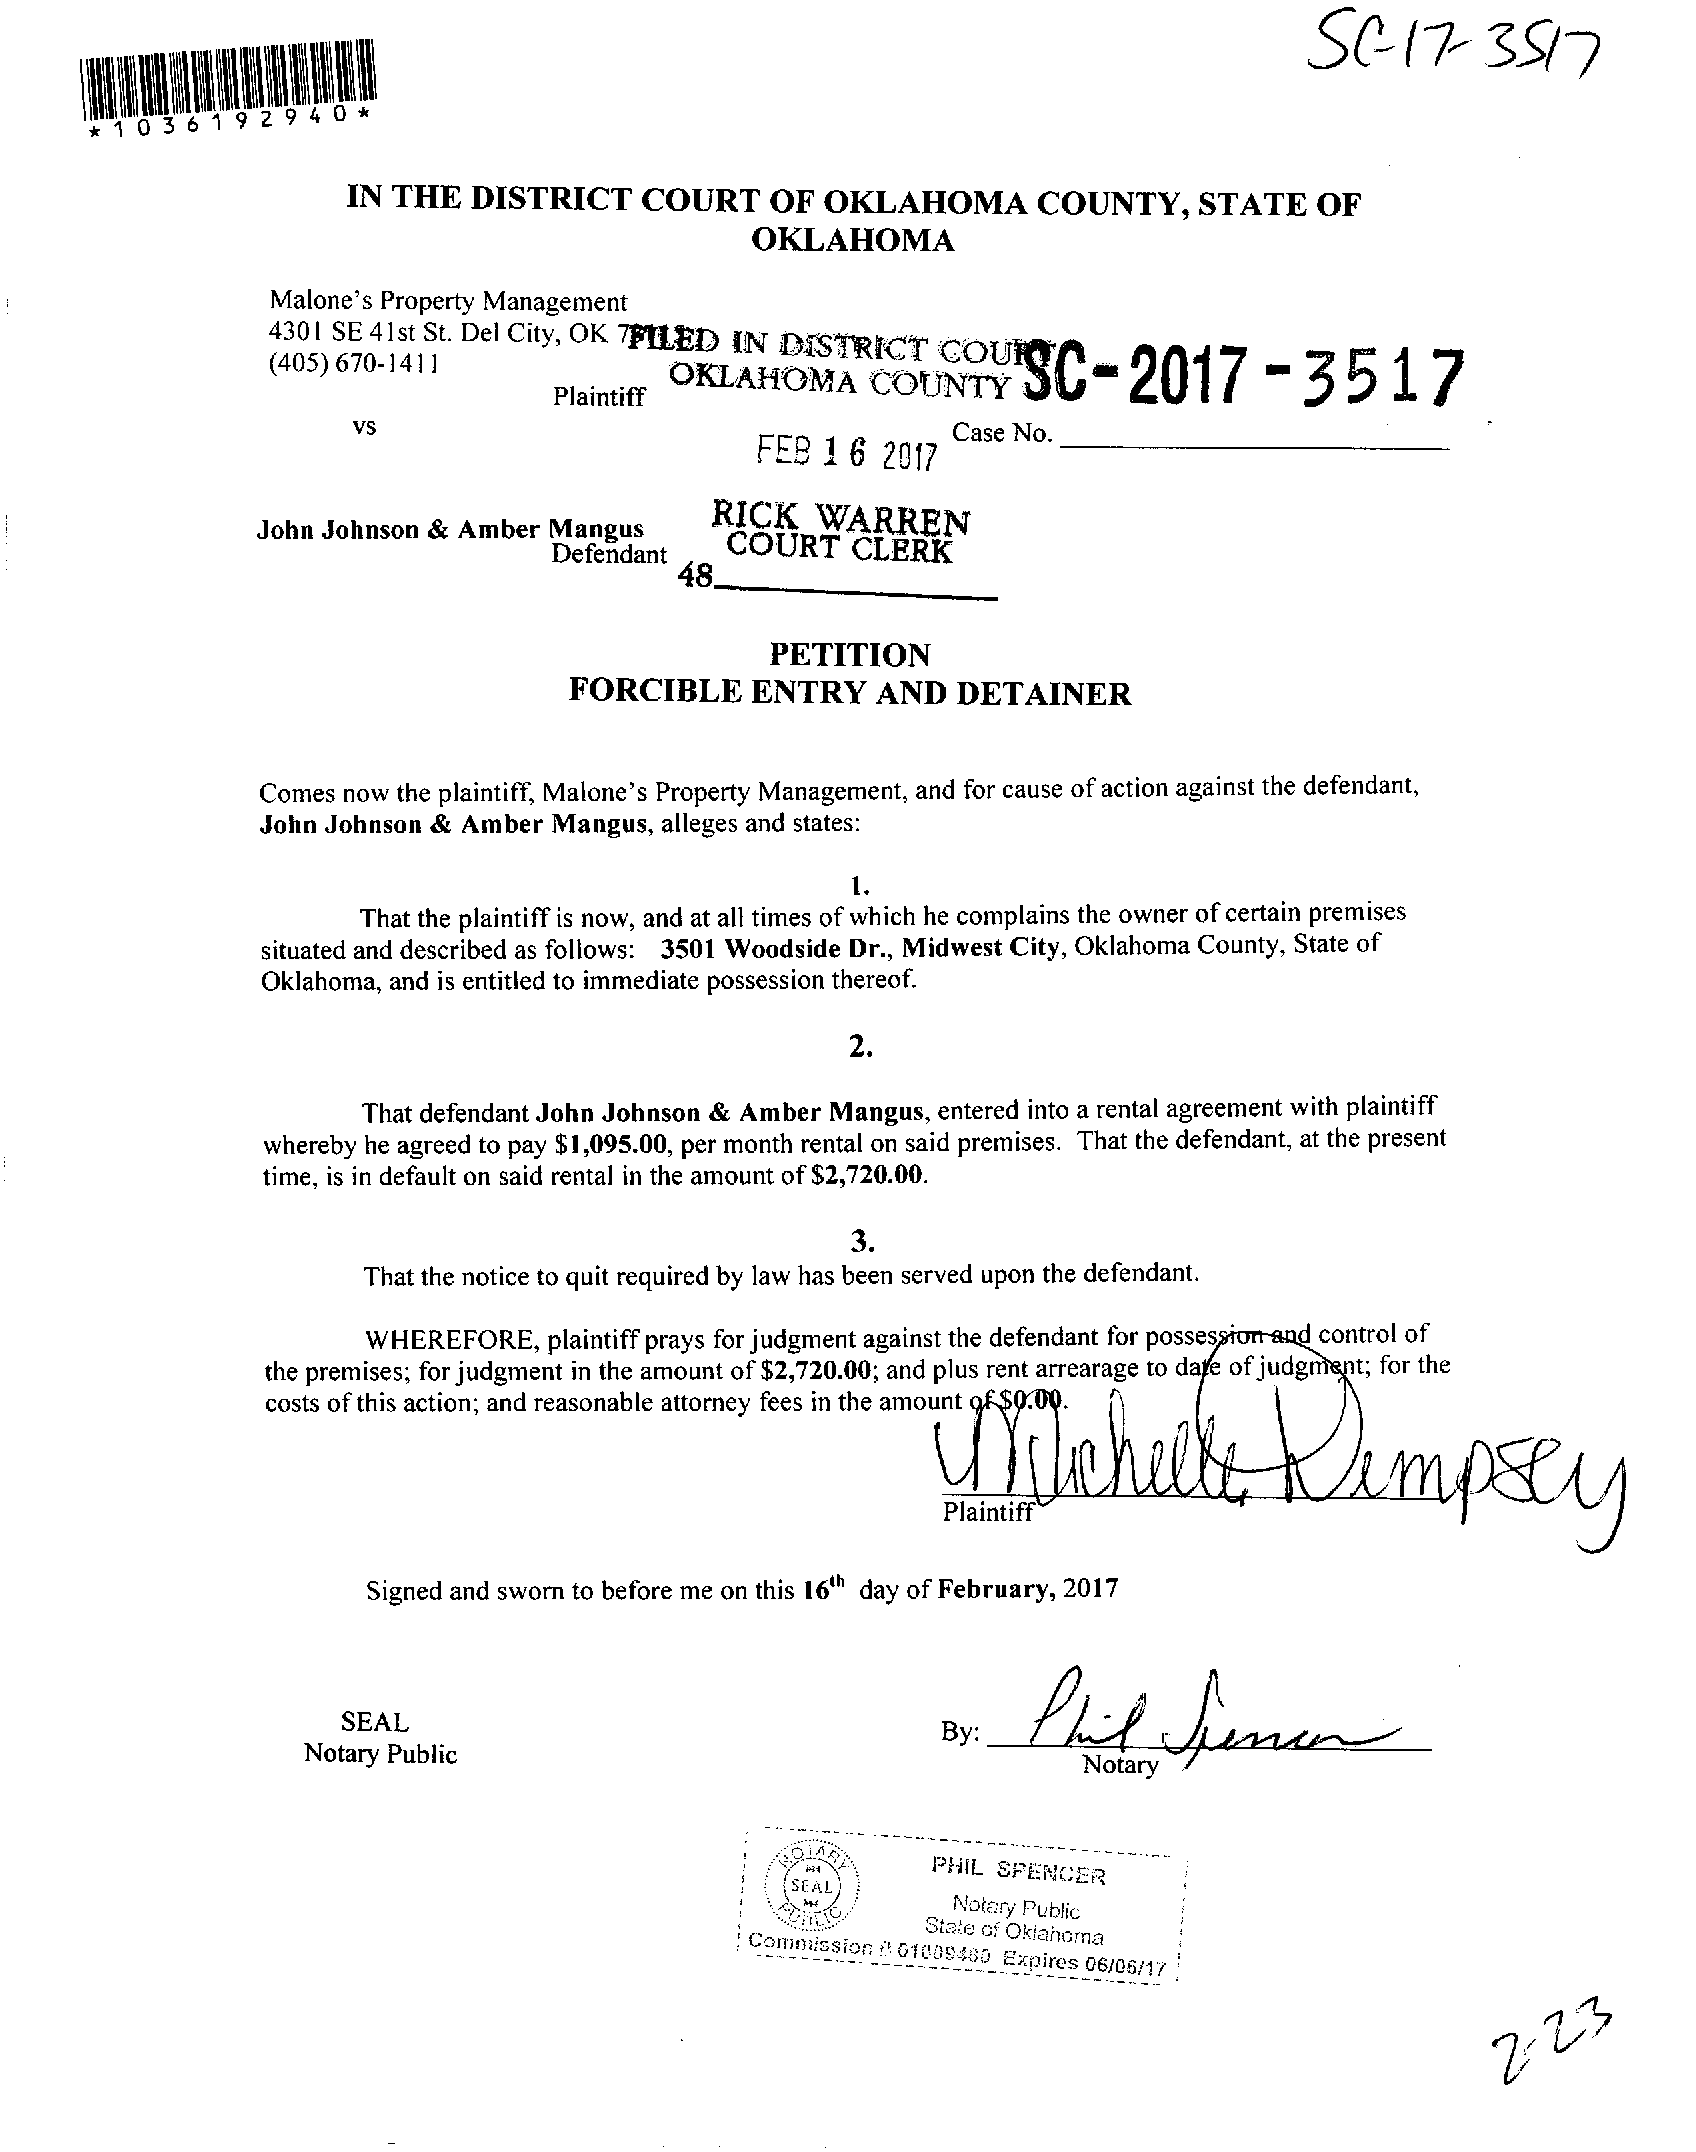 SC-17-3517
*1036192940*
IN THE DISTRICT COURT OF OKLAHOMA COUNTY, STATE OF
OKLAHOMA
Malone's Property Management
4301 SE 41st St. Del City, OK
(405) 670-1411
FILED IN DISTRICT COURT
OKLAHOMA COUNTY
SC-2017-3517
Plaintiff
vs
Case No.
FEB 16 2017
John Johnson & Amber Mangus
Defendant
RICK WARREN
COURT CLERK
48
PETITION
FORCIBLE ENTRY AND DETAINER
Comes now the plaintiff, Malone's Property Management, and for cause of action against the defendant,
John Johnson & Amber Mangus, alleges and states:
1.
That the plaintiff is now, and at all times of which he complains the owner of certain premises
situated and described as follows: 3501 Woodside Dr., Midwest City, Oklahoma County, State of
Oklahoma, and is entitled to immediate possession thereof.
2.
That defendant John Johnson & Amber Mangus, entered into a rental agreement with plaintiff
whereby he agreed to pay $1,095.00, per month rental on said premises. That the defendant, at the present
time, is in default on said rental in the amount of $2,720.00.
3.
That the notice to quit required by law has been served upon the defendant.
WHEREFORE, plaintiff prays for judgment against the defendant for possession and control of
the premises; for judgment in the amount of $2,720.00; and plus rent arrearage to date of judgment; for the
costs of this action; and reasonable attorney fees in the amount of $0.00.
Michelle Dempsey
Plaintiff
Signed and sworn to before me on this 16th day of February, 2017
SEAL
Notary Public
By: Phil Spencer
Notary
NOTARY
SEAL
PUBLIC
PHIL SPENCER
Notary Public
State of Oklahoma
Commission # Expires 06/06/17
2-23